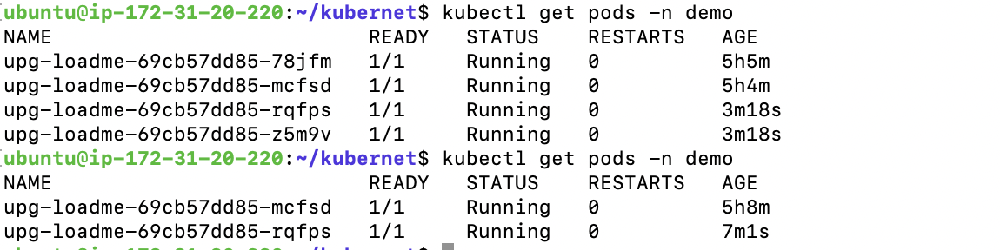 [ubuntu@ip-172-31-20-220:~/kubernet$ kubectl get pods -n demo
NAME                          READY   STATUS    RESTARTS   AGE
upg-loadme-69cb57dd85-78jfm   1/1     Running   0          5h5m
upg-loadme-69cb57dd85-mcfsd   1/1     Running   0          5h4m
upg-loadme-69cb57dd85-rqfps   1/1     Running   0          3m18s
upg-loadme-69cb57dd85-z5m9v   1/1     Running   0          3m18s
[ubuntu@ip-172-31-20-220:~/kubernet$ kubectl get pods -n demo
NAME                          READY   STATUS    RESTARTS   AGE
upg-loadme-69cb57dd85-mcfsd   1/1     Running   0          5h8m
upg-loadme-69cb57dd85-rqfps   1/1     Running   0          7m1s